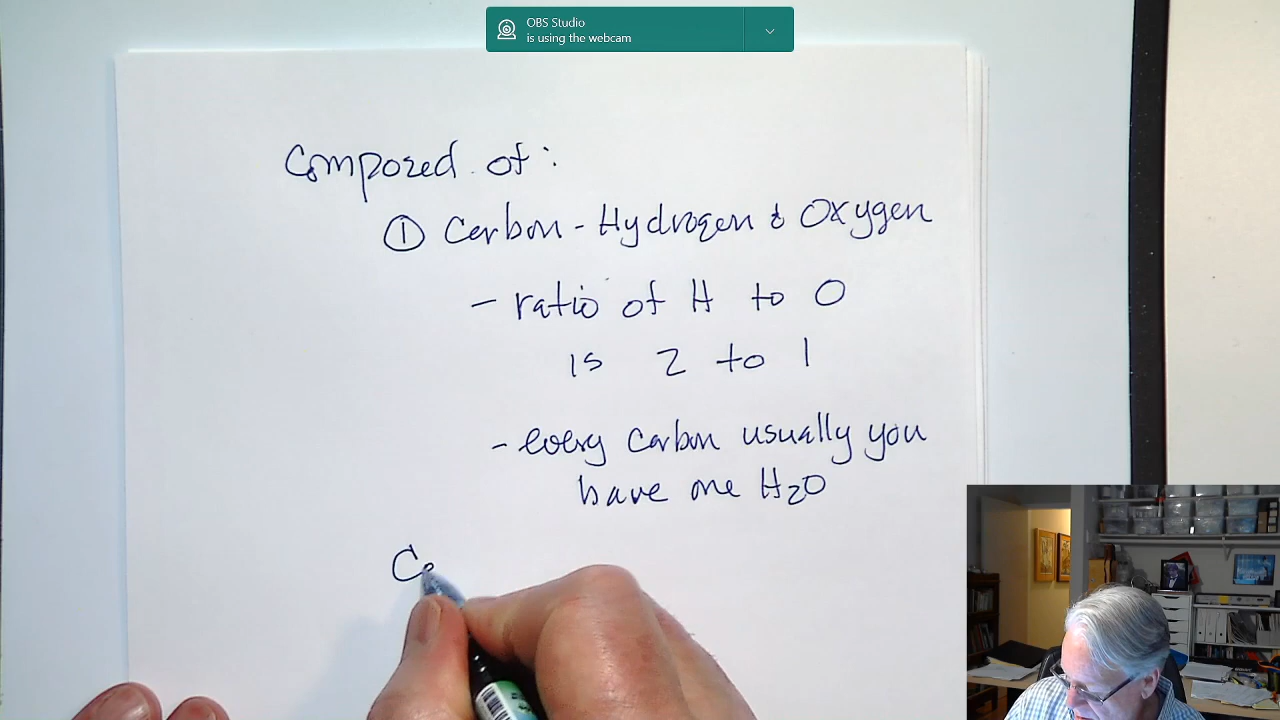 OBS Studio
is using the webcam
Composed of:
① Carbon - Hydrogen & Oxygen
- ratio of H to O
is 2 to 1
- every carbon usually you
have one H2O
Ca